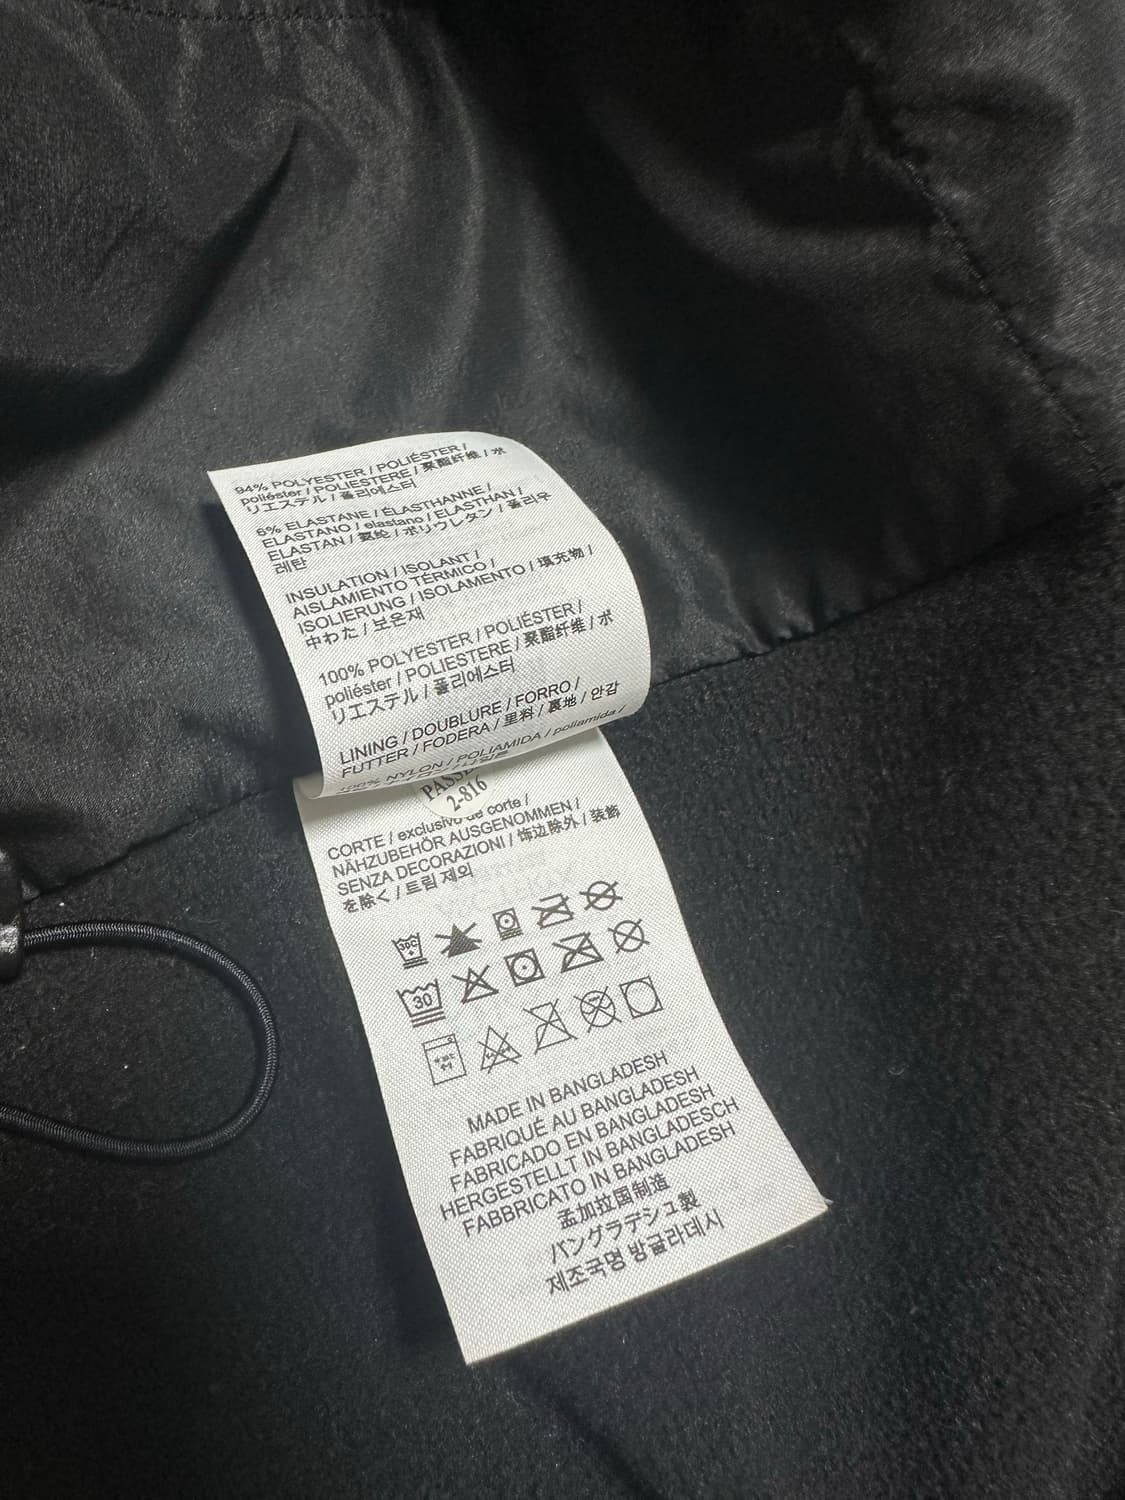 94% POLYESTER / POLIÉSTER /
poliéster / POLIESTERE / 聚酯纤维 / ポ
リエステル / 폴리에스터
6% ELASTANE / ÉLASTHANNE /
ELASTANO / elastano / ELASTHAN /
ELASTAN / 氨纶 / ポリウレタン / 폴리우
레탄
INSULATION / ISOLANT /
AISLAMIENTO TÉRMICO /
ISOLIERUNG / ISOLAMENTO / 填充物 /
中わた / 보온재
100% POLYESTER / POLIÉSTER /
poliéster / POLIESTERE / 聚酯纤维 / ポ
リエステル / 폴리에스터
LINING / DOUBLURE / FORRO /
FUTTER / FODERA / 里料 / 裏地 / 안감
100% NYLON / POLIAMIDA / poliamida /
2-816
CORTE / exclusivo de corte /
NÄHZUBEHÖR AUSGENOMMEN /
SENZA DECORAZIONI / 饰边除外 / 装飾
を除く / 트림 제외
30C
30
MADE IN BANGLADESH
FABRIQUÉ AU BANGLADESH
FABRICADO EN BANGLADESH
HERGESTELLT IN BANGLADESCH
FABBRICATO IN BANGLADESH
孟加拉国制造
バングラデシュ製
제조국명 방글라데시